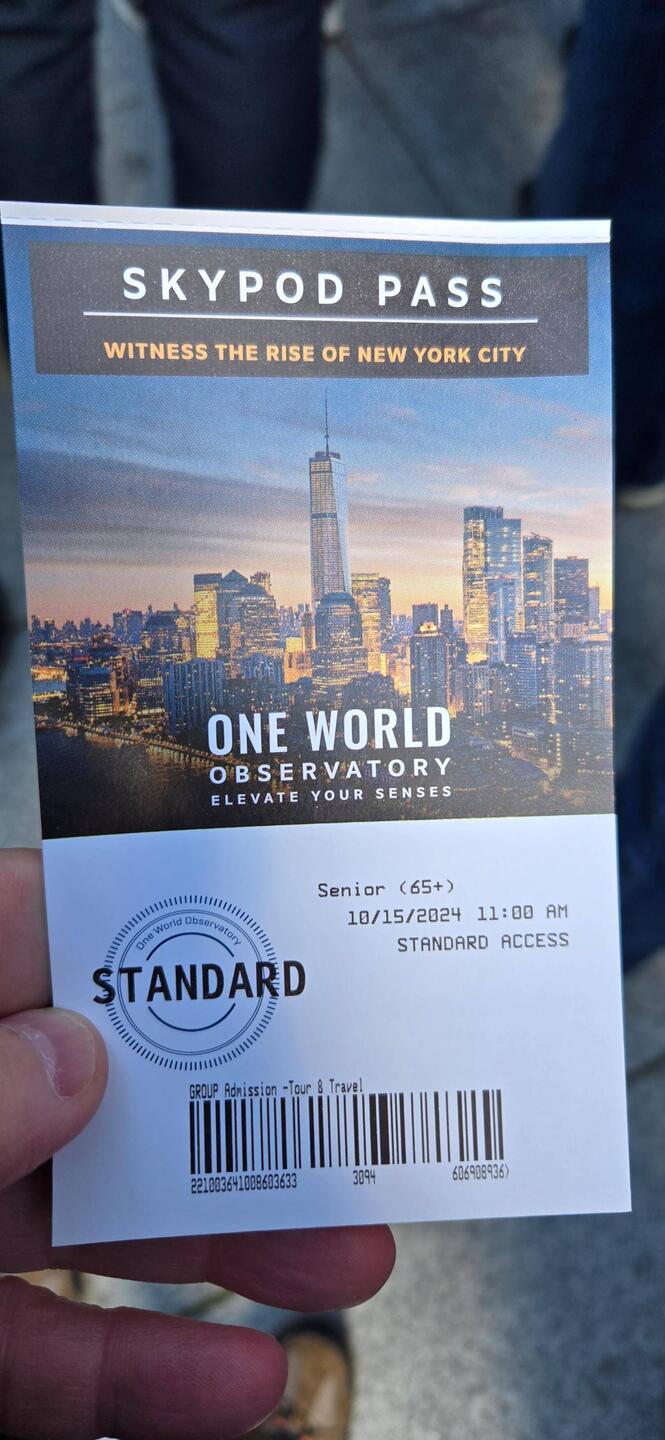 SKYPOD PASS
WITNESS THE RISE OF NEW YORK CITY
ONE WORLD
OBSERVATORY
ELEVATE YOUR SENSES
Senior (65+)
10/15/2024 11:00 AM
STANDARD ACCESS
One World Observatory
STANDARD
GROUP Admission -Tour & Travel
221003641008603633 3094 606908936)